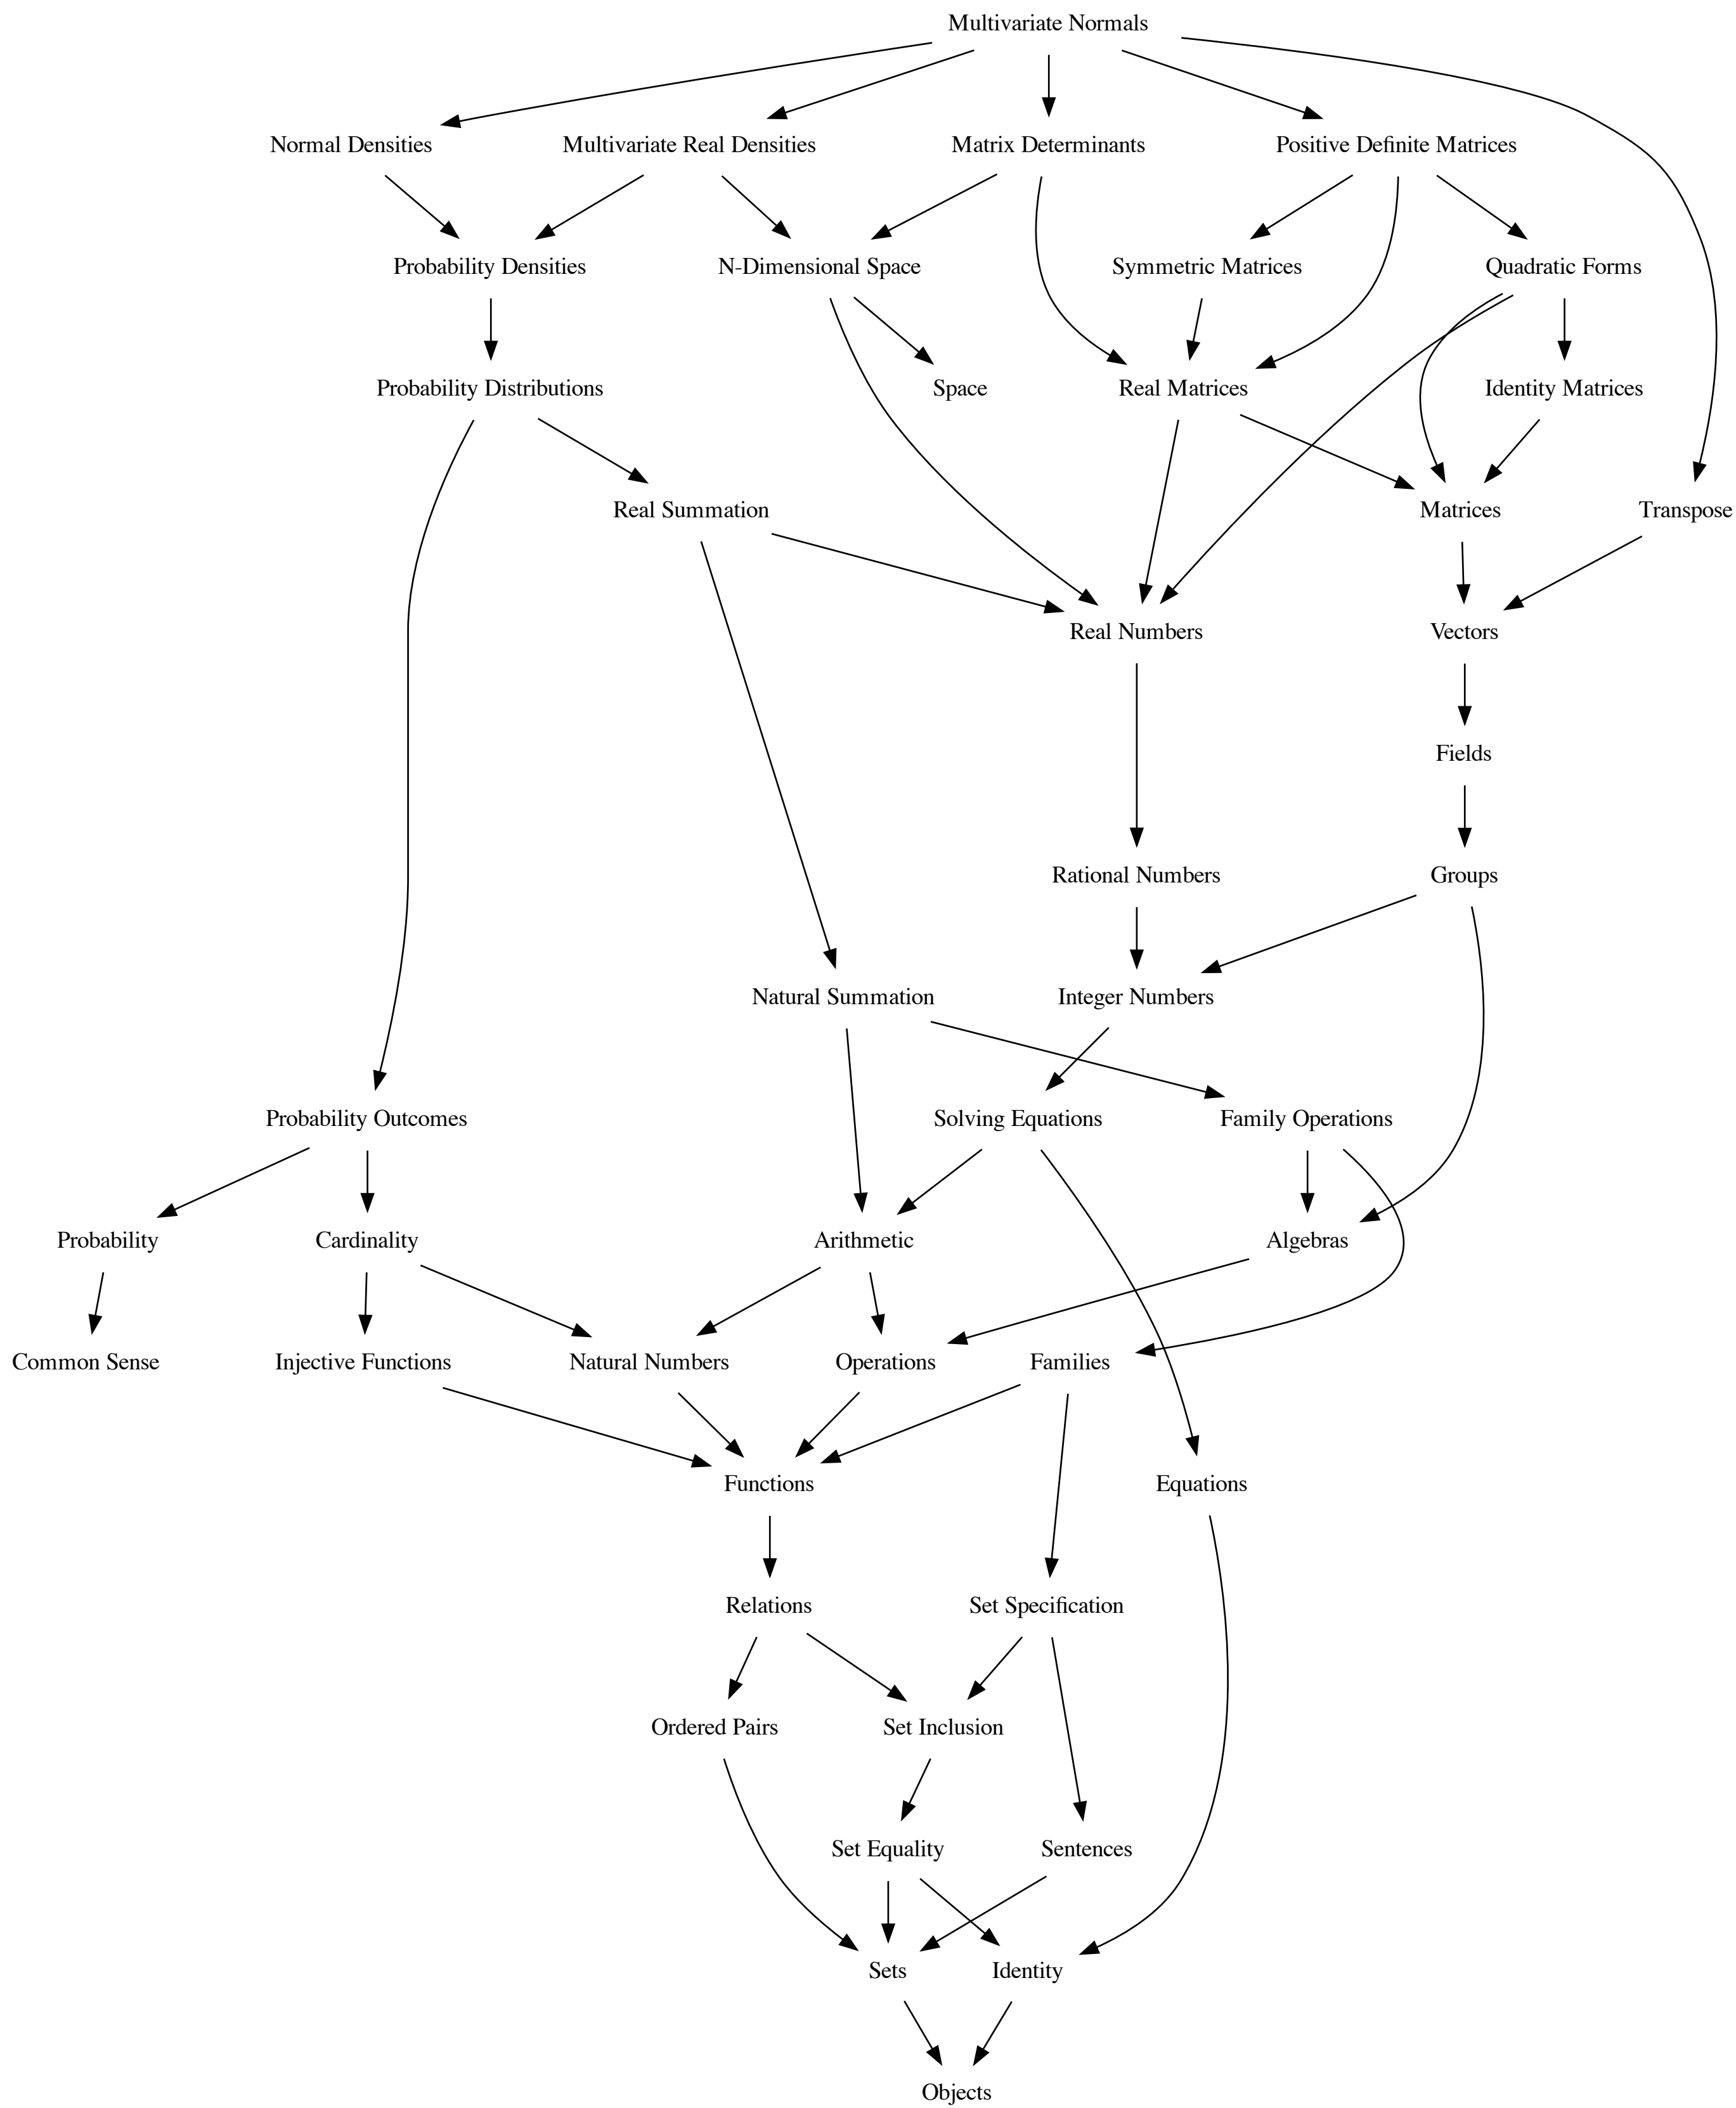 Multivariate Normals
Normal Densities
Multivariate Real Densities
Matrix Determinants
Positive Definite Matrices
Probability Densities
N-Dimensional Space
Symmetric Matrices
Quadratic Forms
Probability Distributions
Space
Real Matrices
Identity Matrices
Real Summation
Matrices
Transpose
Real Numbers
Vectors
Fields
Rational Numbers
Groups
Natural Summation
Integer Numbers
Probability Outcomes
Solving Equations
Family Operations
Probability
Cardinality
Arithmetic
Algebras
Common Sense
Injective Functions
Natural Numbers
Operations
Families
Functions
Equations
Relations
Set Specification
Ordered Pairs
Set Inclusion
Set Equality
Sentences
Sets
Identity
Objects